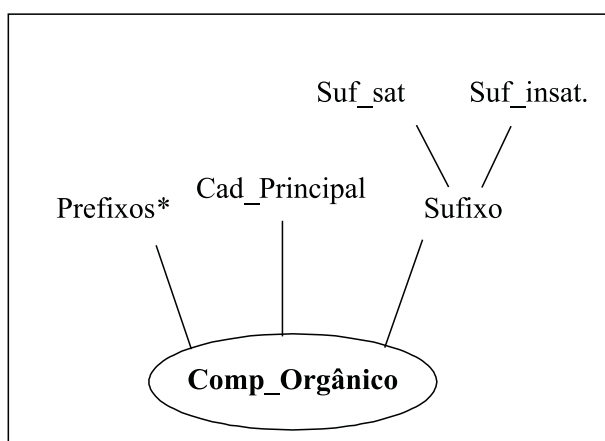 Suf_sat Suf_insat.
Cad_Principal
Prefixos* Sufixo
Comp_Orgânico